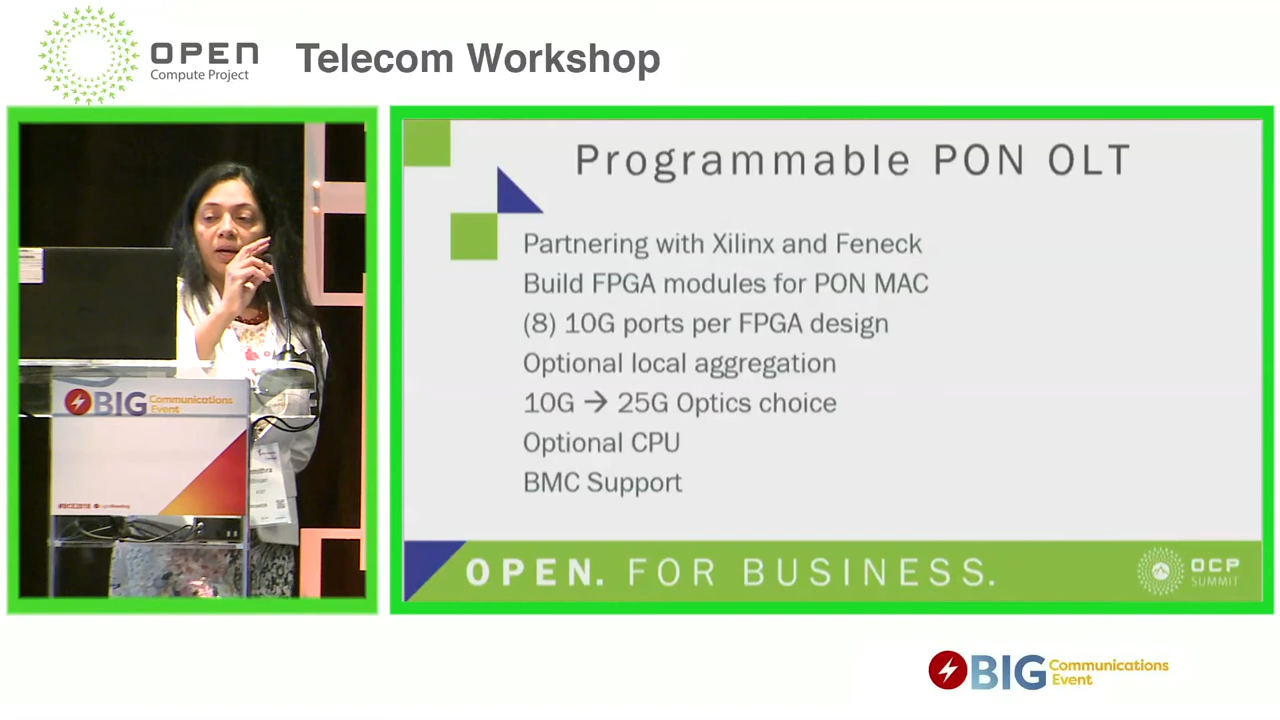 OPEN
Compute Project
Telecom Workshop
Programmable PON OLT
Partnering with Xilinx and Feneck
Build FPGA modules for PON MAC
(8) 10G ports per FPGA design
Optional local aggregation
10G → 25G Optics choice
Optional CPU
BMC Support
OPEN. FOR BUSINESS.
OCP
SUMMIT
BIG Communications
Event
BIG Communications
Event